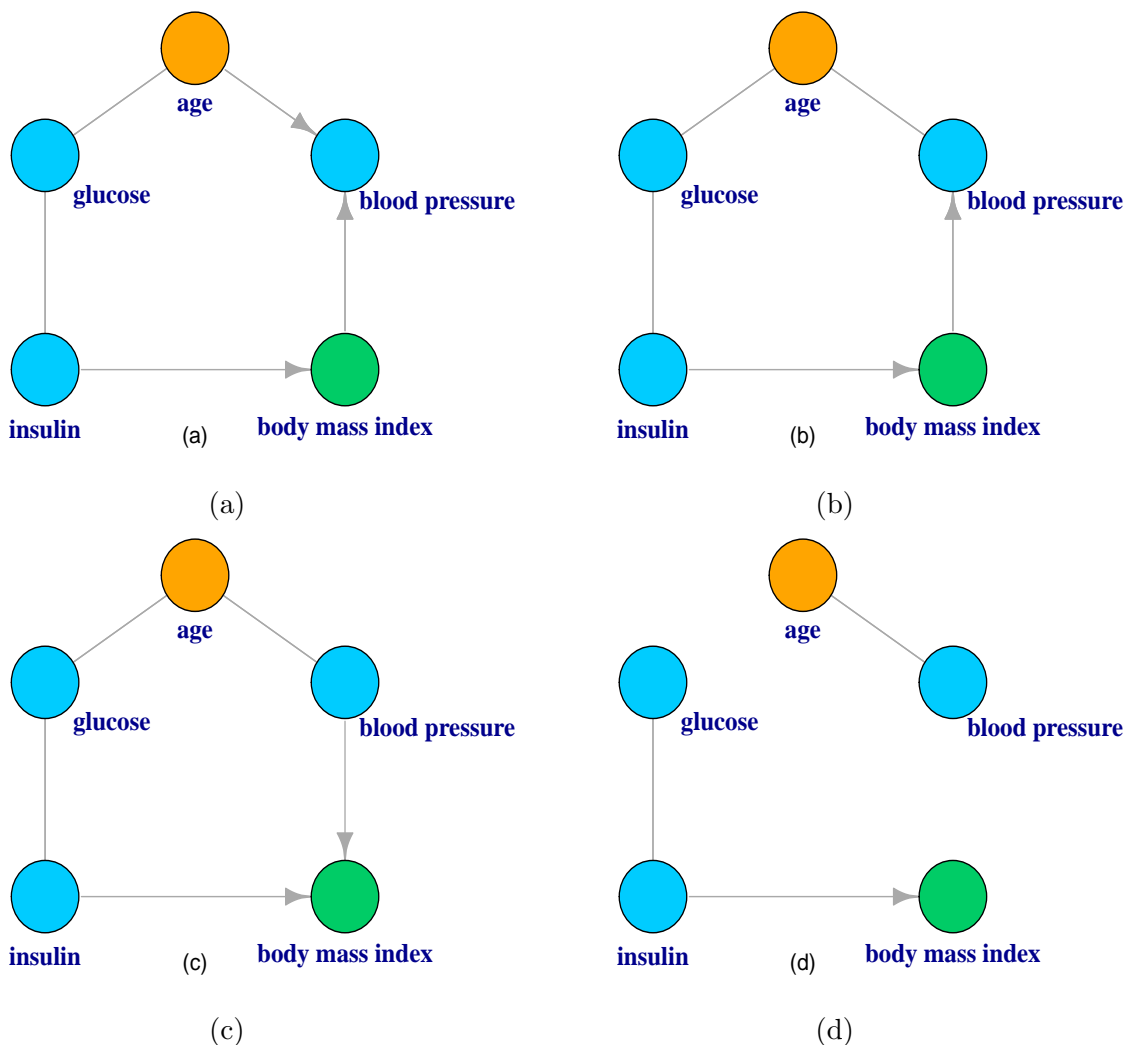 age
glucose
blood pressure
insulin
(a)
body mass index
(a)
age
glucose
blood pressure
insulin
(b)
body mass index
(b)
age
glucose
blood pressure
insulin
(c)
body mass index
(c)
age
glucose
blood pressure
insulin
(d)
body mass index
(d)